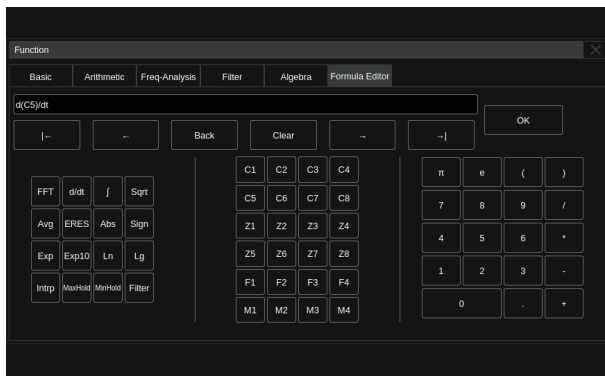 Function
Basic Arithmetic Freq-Analysis Filter Algebra Formula Editor
d(C5)/dt
OK
|← ← Back Clear → →|
FFT d/dt ∫ Sqrt
Avg ERES Abs Sign
Exp Exp10 Ln Lg
Intrp MaxHold MinHold Filter
C1 C2 C3 C4
C5 C6 C7 C8
Z1 Z2 Z3 Z4
Z5 Z6 Z7 Z8
F1 F2 F3 F4
M1 M2 M3 M4
π e ( )
7 8 9 /
4 5 6 *
1 2 3 -
0 . +